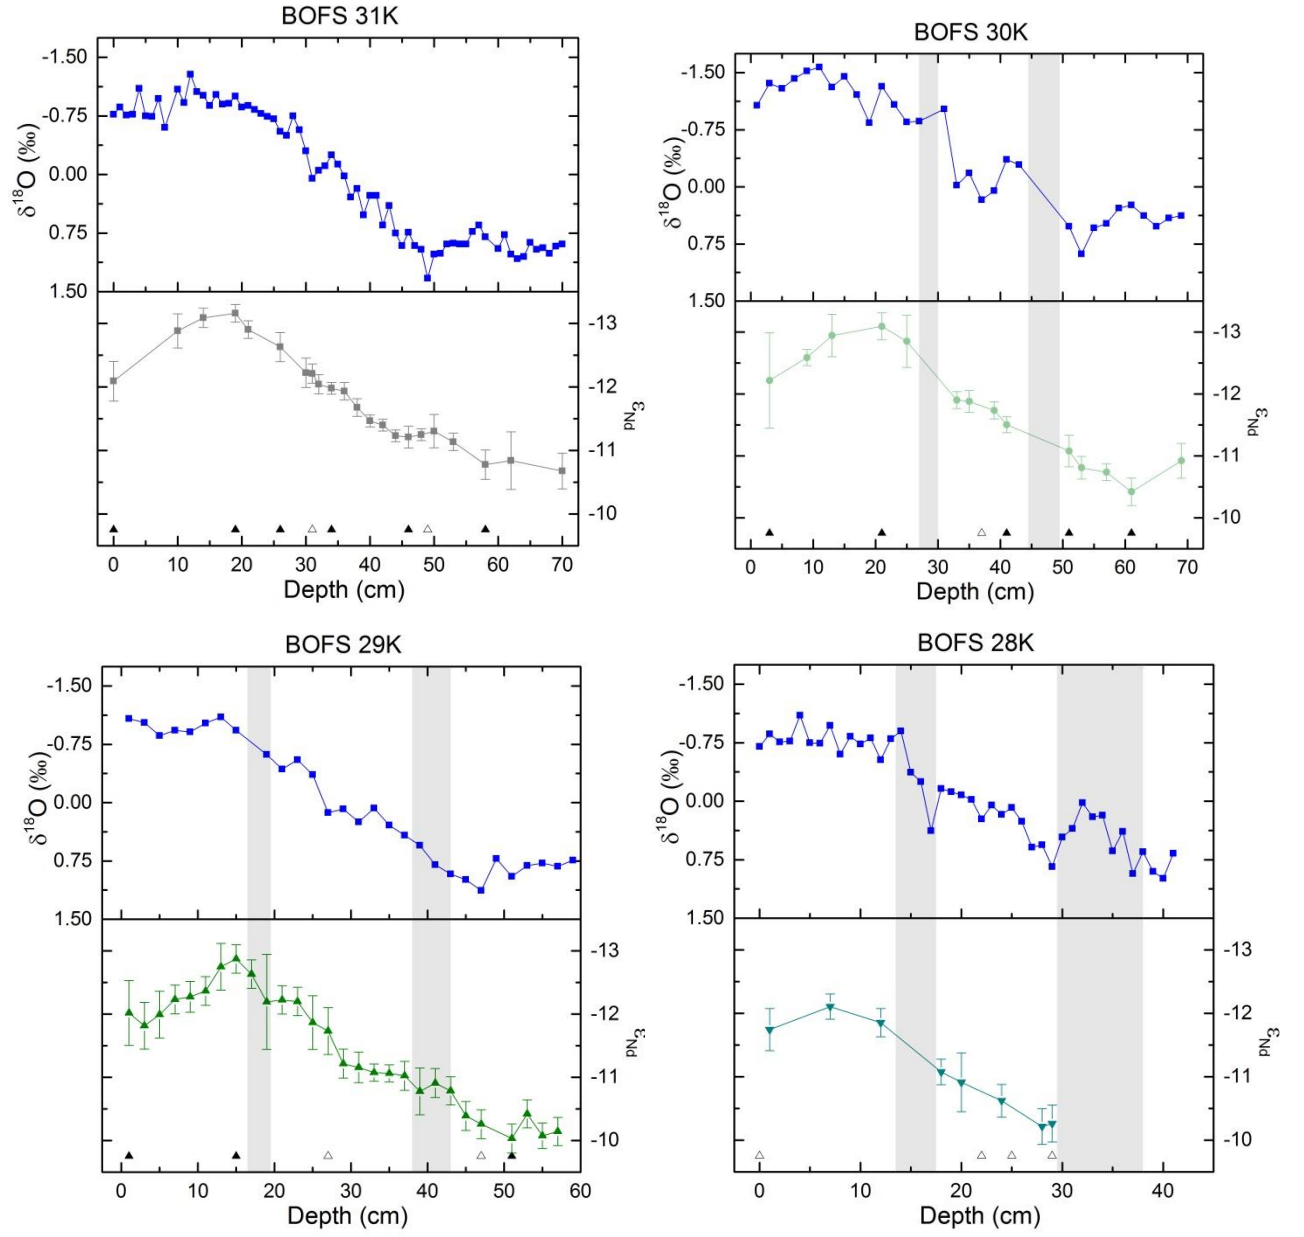 BOFS 31K
-1.50
-0.75
0.00
0.75
1.50
δ18O (‰)
-13
-12
-11
-10
εNd
0 10 20 30 40 50 60 70
Depth (cm)
BOFS 30K
-1.50
-0.75
0.00
0.75
1.50
δ18O (‰)
-13
-12
-11
-10
εNd
0 10 20 30 40 50 60 70
Depth (cm)
BOFS 29K
-1.50
-0.75
0.00
0.75
1.50
δ18O (‰)
-13
-12
-11
-10
εNd
0 10 20 30 40 50 60
Depth (cm)
BOFS 28K
-1.50
-0.75
0.00
0.75
1.50
δ18O (‰)
-13
-12
-11
-10
εNd
0 10 20 30 40
Depth (cm)